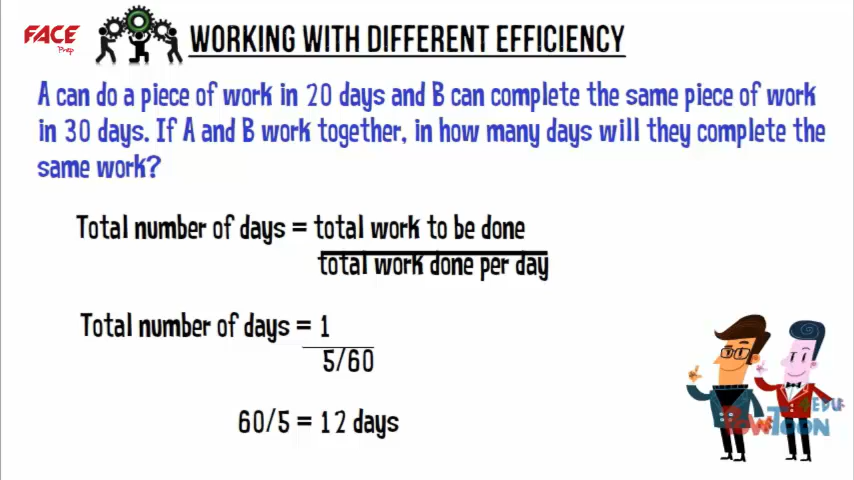 FACE
Prep
WORKING WITH DIFFERENT EFFICIENCY
A can do a piece of work in 20 days and B can complete the same piece of work
in 30 days. If A and B work together, in how many days will they complete the
same work?
Total number of days = total work to be done
total work done per day
Total number of days = 1
5/60
60/5 = 12 days
EDU
POWTOON